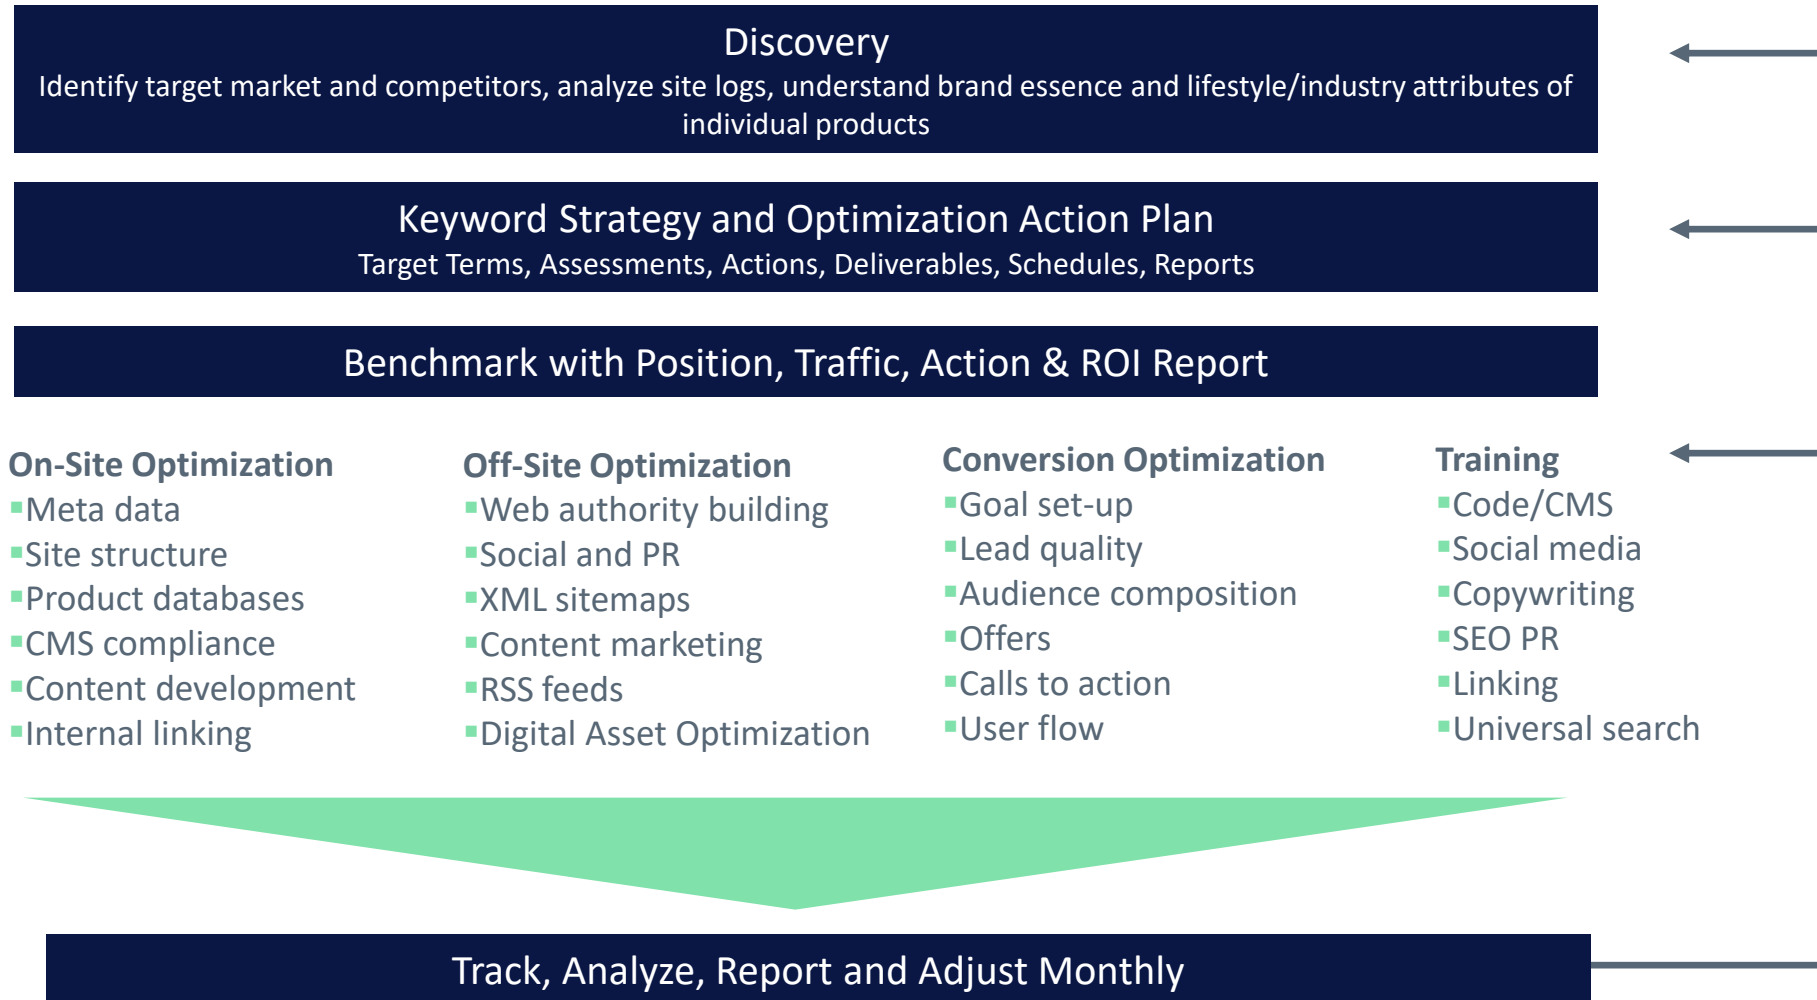 Discovery
Identify target market and competitors, analyze site logs, understand brand essence and lifestyle/industry attributes of
individual products
Keyword Strategy and Optimization Action Plan
Target Terms, Assessments, Actions, Deliverables, Schedules, Reports
Benchmark with Position, Traffic, Action & ROI Report
On-Site Optimization
▪Meta data
▪Site structure
▪Product databases
▪CMS compliance
▪Content development
▪Internal linking
Off-Site Optimization
▪Web authority building
▪Social and PR
▪XML sitemaps
▪Content marketing
▪RSS feeds
▪Digital Asset Optimization
Conversion Optimization
▪Goal set-up
▪Lead quality
▪Audience composition
▪Offers
▪Calls to action
▪User flow
Training
▪Code/CMS
▪Social media
▪Copywriting
▪SEO PR
▪Linking
▪Universal search
Track, Analyze, Report and Adjust Monthly